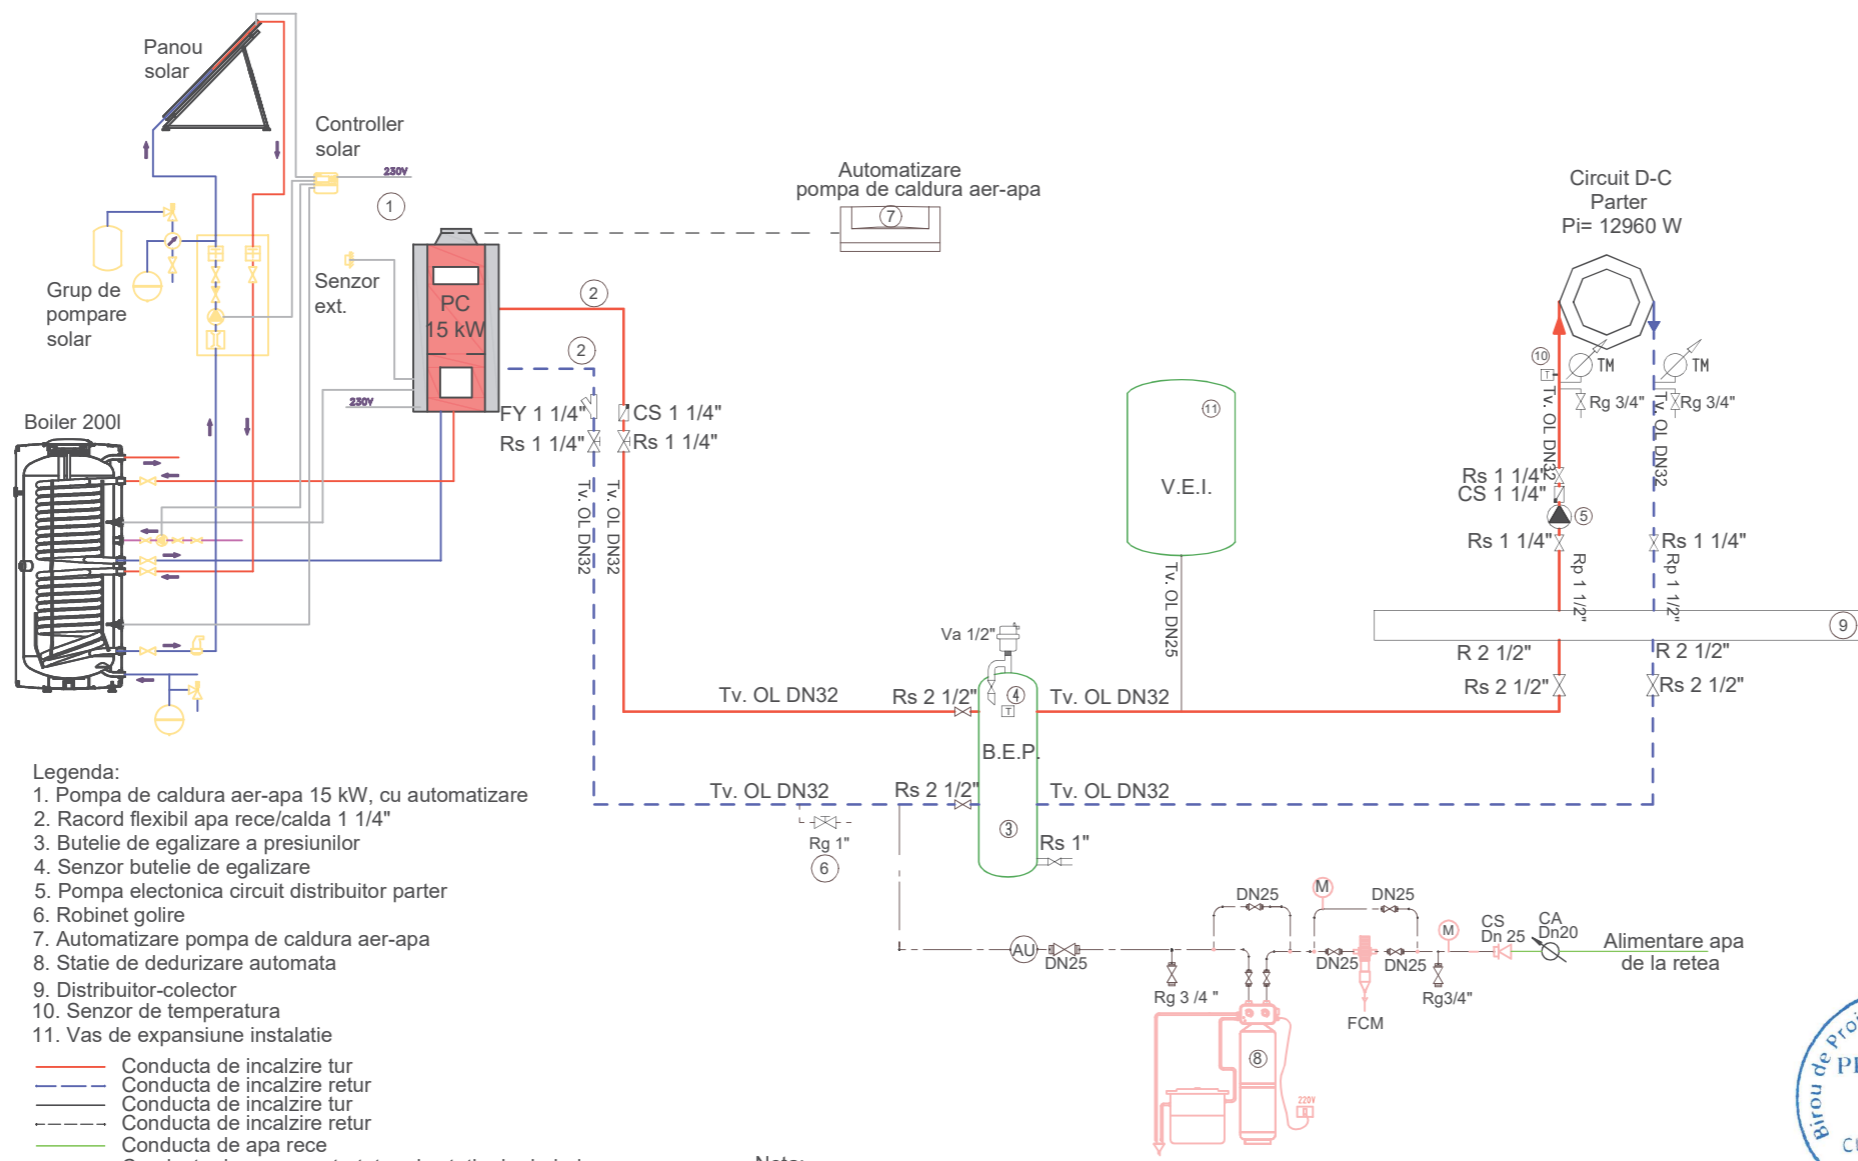 Panou
solar
Controller
solar
230V
1
Automatizare
pompa de caldura aer-apa
7
Circuit D-C
Parter
Pi= 12960 W
Grup de
pompare
solar
Senzor
ext.
PC
15 kW
2
2
230V
FY 1 1/4"
CS 1 1/4"
Rs 1 1/4"
Rs 1 1/4"
Tv. OL DN32
Tv. OL DN32
Boiler 200l
11
V.E.I.
Tv. OL DN25
10
T
TM
TM
Rg 3/4"
Rg 3/4"
Tv. OL DN32
Tv. OL DN32
Rs 1 1/4"
CS 1 1/4"
5
Rs 1 1/4"
Rs 1 1/4"
Rp 1 1/2"
Rp 1 1/2"
9
R 2 1/2"
R 2 1/2"
Rs 2 1/2"
Rs 2 1/2"
Va 1/2"
Tv. OL DN32
Rs 2 1/2"
4
T
Tv. OL DN32
B.E.P.
Tv. OL DN32
Rs 2 1/2"
Tv. OL DN32
3
Rs 1"
Rg 1"
6
Legenda:
1. Pompa de caldura aer-apa 15 kW, cu automatizare
2. Racord flexibil apa rece/calda 1 1/4"
3. Butelie de egalizare a presiunilor
4. Senzor butelie de egalizare
5. Pompa electonica circuit distribuitor parter
6. Robinet golire
7. Automatizare pompa de caldura aer-apa
8. Statie de dedurizare automata
9. Distribuitor-colector
10. Senzor de temperatura
11. Vas de expansiune instalatie
Conducta de incalzire tur
Conducta de incalzire retur
Conducta de incalzire tur
Conducta de incalzire retur
Conducta de apa rece
AU
DN25
Rg 3 /4 "
DN25
M
DN25
DN25
DN25
FCM
M
Rg3/4"
CS
Dn 25
CA
Dn20
Alimentare apa
de la retea
8
220V
Nota:
Birou de Proi